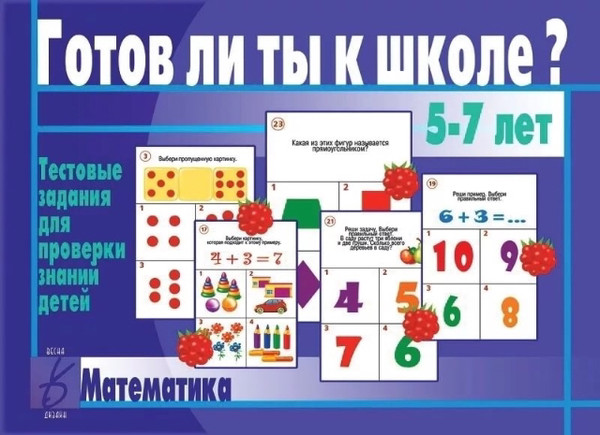 Готов ли ты к школе?
5-7 лет
Тестовые
задания
для
проверки
знаний
детей
3
Выбери пропущенную картинку.
1
2
3
23
Какая из этих фигур называется
прямоугольником?
1
2
17
Выбери картинку,
которая подходит к этому примеру.
4+3=7
1
2
3
4
21
Реши задачу. Выбери
правильный ответ.
В саду растут три яблони
и две груши. Сколько всего
деревьев в саду?
1
2
4
5
3
4
7
6
19
Реши пример. Выбери
правильный ответ.
6+3=...
1
2
10
9
3
4
6
8
ВЕСНА
ДИЗАЙН
Математика